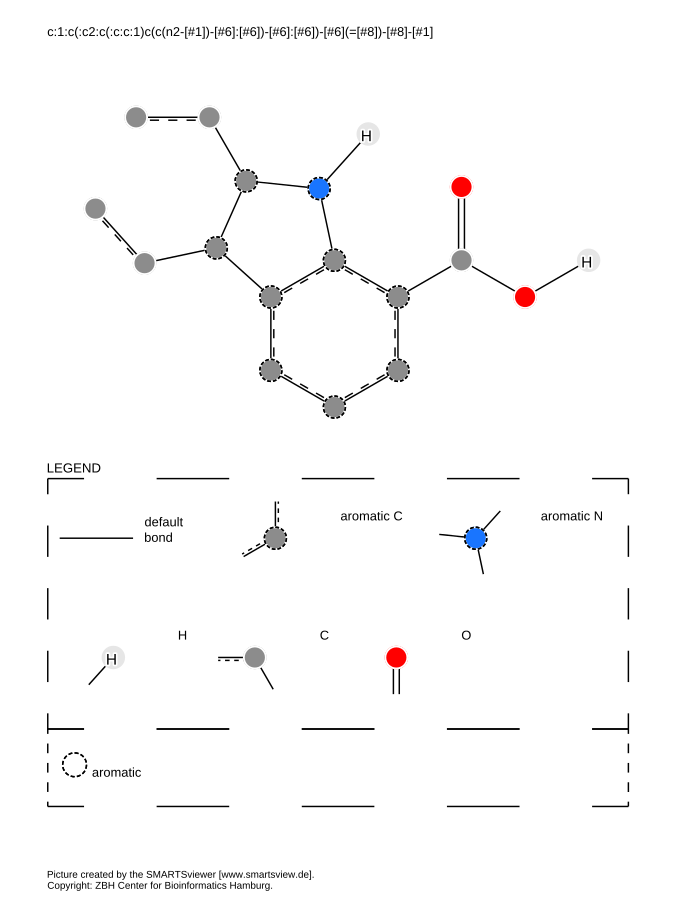 c:1:c(:c2:c(:c:c:1)c(c(n2-[#1])-[#6]:[#6])-[#6]:[#6])-[#6](=[#8])-[#8]-[#1]
H
H
LEGEND
default
bond
aromatic C
aromatic N
H
C
O
H
aromatic
Picture created by the SMARTSviewer [www.smartsview.de].
Copyright: ZBH Center for Bioinformatics Hamburg.